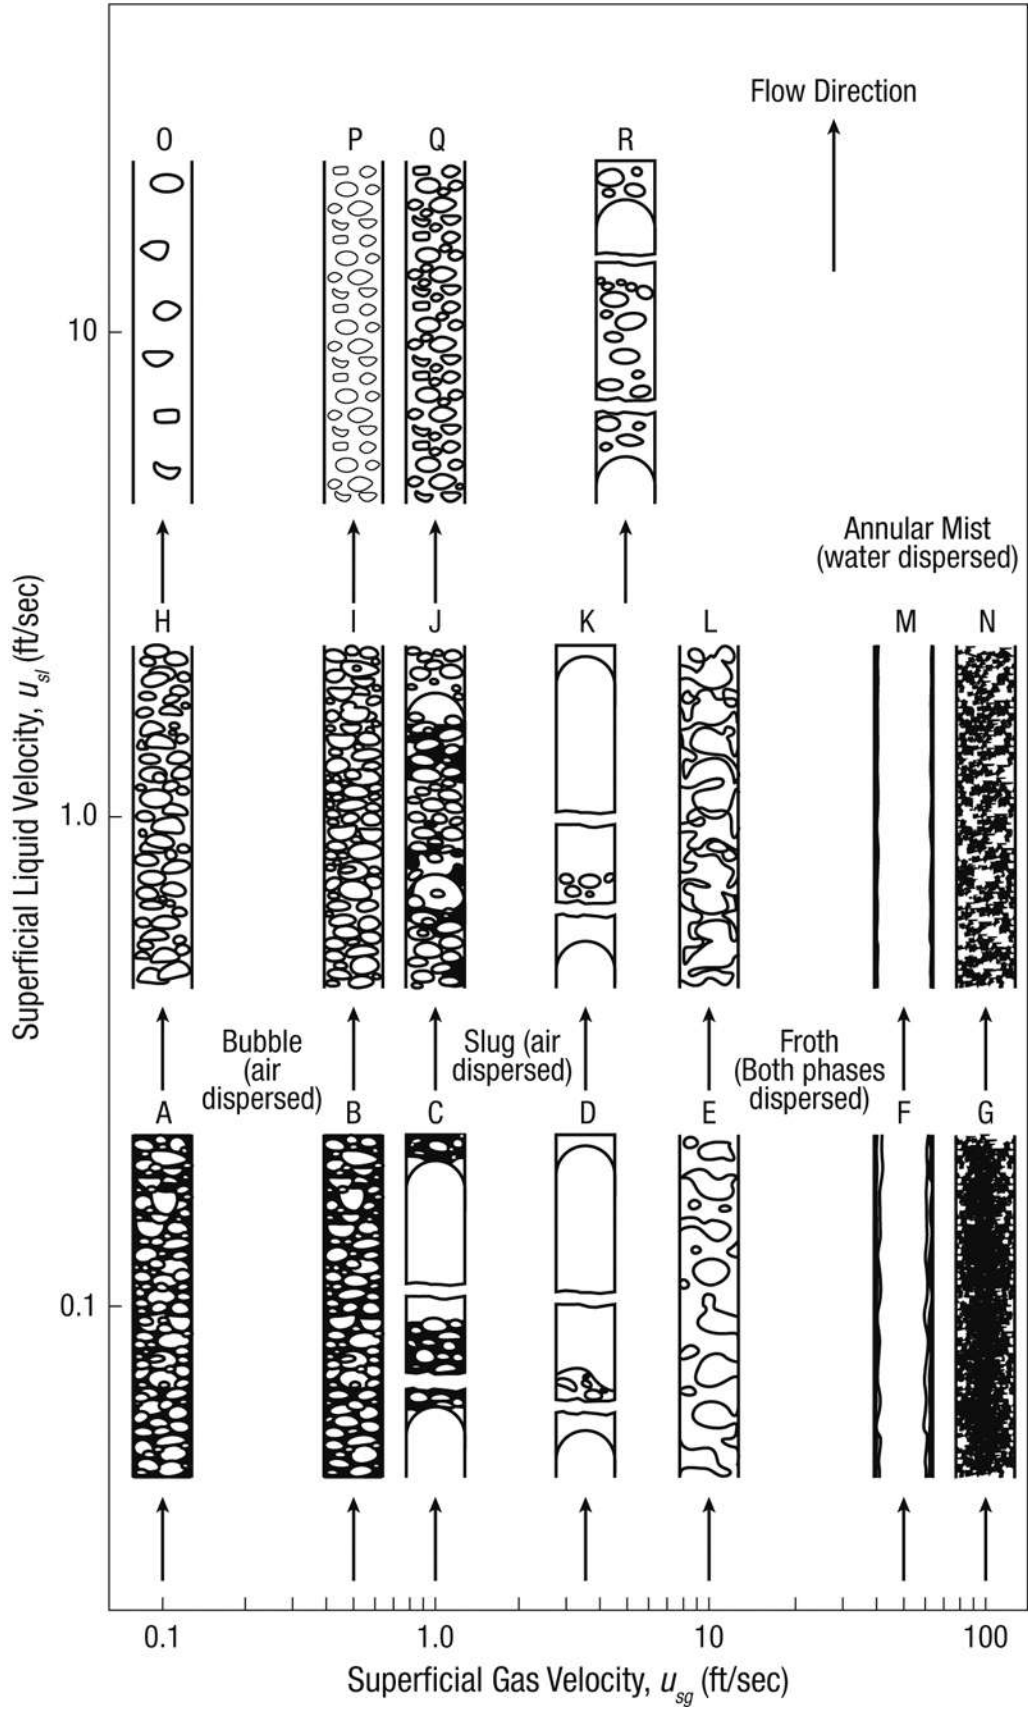 Flow Direction
O P Q R
10
Annular Mist
(water dispersed)
H I J K L M N
Superficial Liquid Velocity, usl (ft/sec)
1.0
Bubble
(air
dispersed)
Slug (air
dispersed)
Froth
(Both phases
dispersed)
A B C D E F G
0.1
0.1 1.0 10 100
Superficial Gas Velocity, usg (ft/sec)